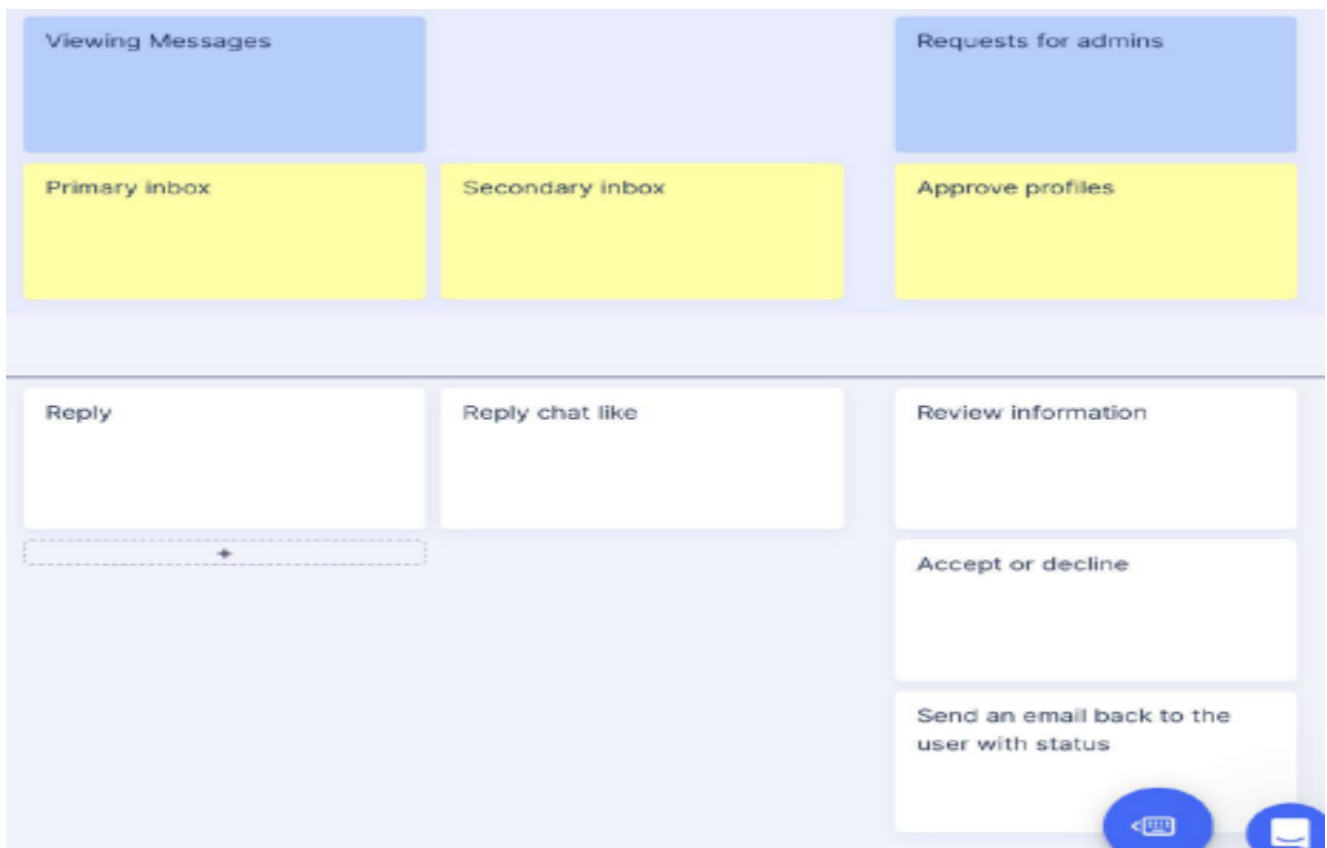 Viewing Messages
Requests for admins
Primary inbox
Secondary inbox
Approve profiles
Reply
Reply chat like
Review information
+
Accept or decline
Send an email back to the
user with status